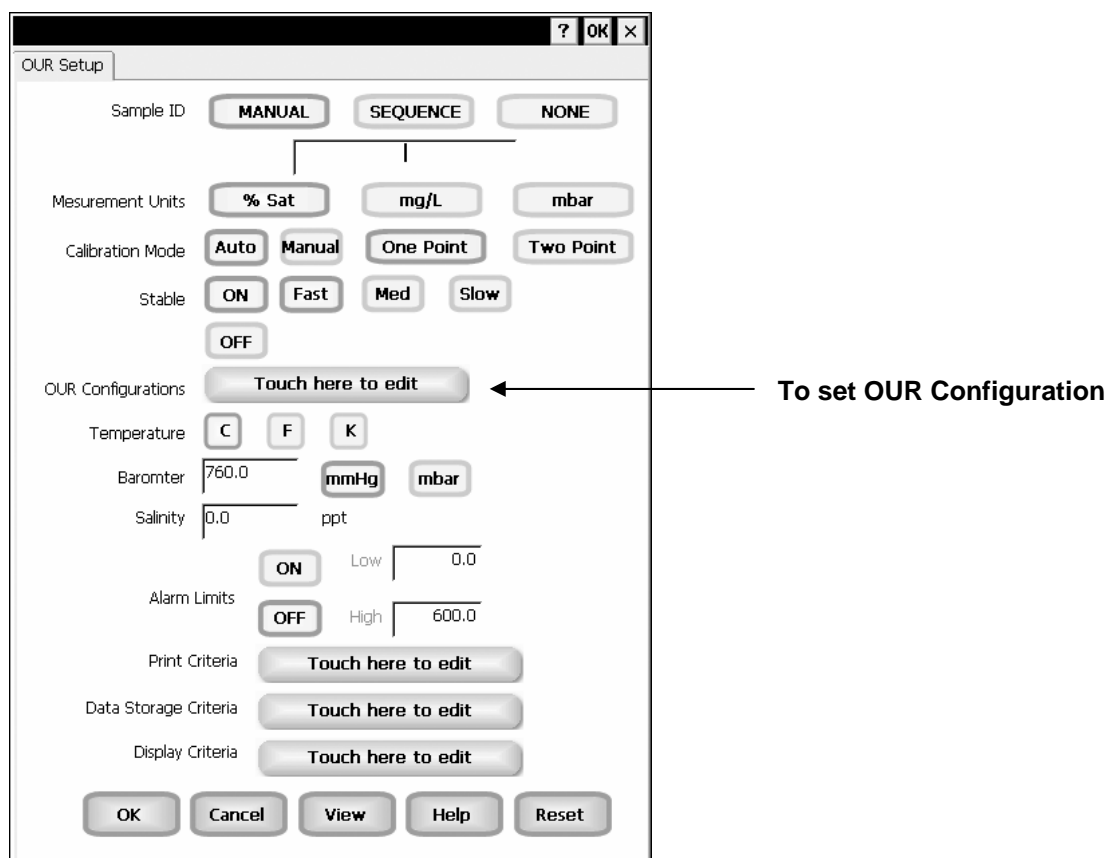 ? OK ×
OUR Setup
Sample ID MANUAL SEQUENCE NONE
Mesurement Units % Sat mg/L mbar
Calibration Mode Auto Manual One Point Two Point
Stable ON Fast Med Slow
OFF
OUR Configurations Touch here to edit To set OUR Configuration
Temperature C F K
Baromter 760.0 mmHg mbar
Salinity 0.0 ppt
ON Low 0.0
Alarm Limits
OFF High 600.0
Print Criteria Touch here to edit
Data Storage Criteria Touch here to edit
Display Criteria Touch here to edit
OK Cancel View Help Reset